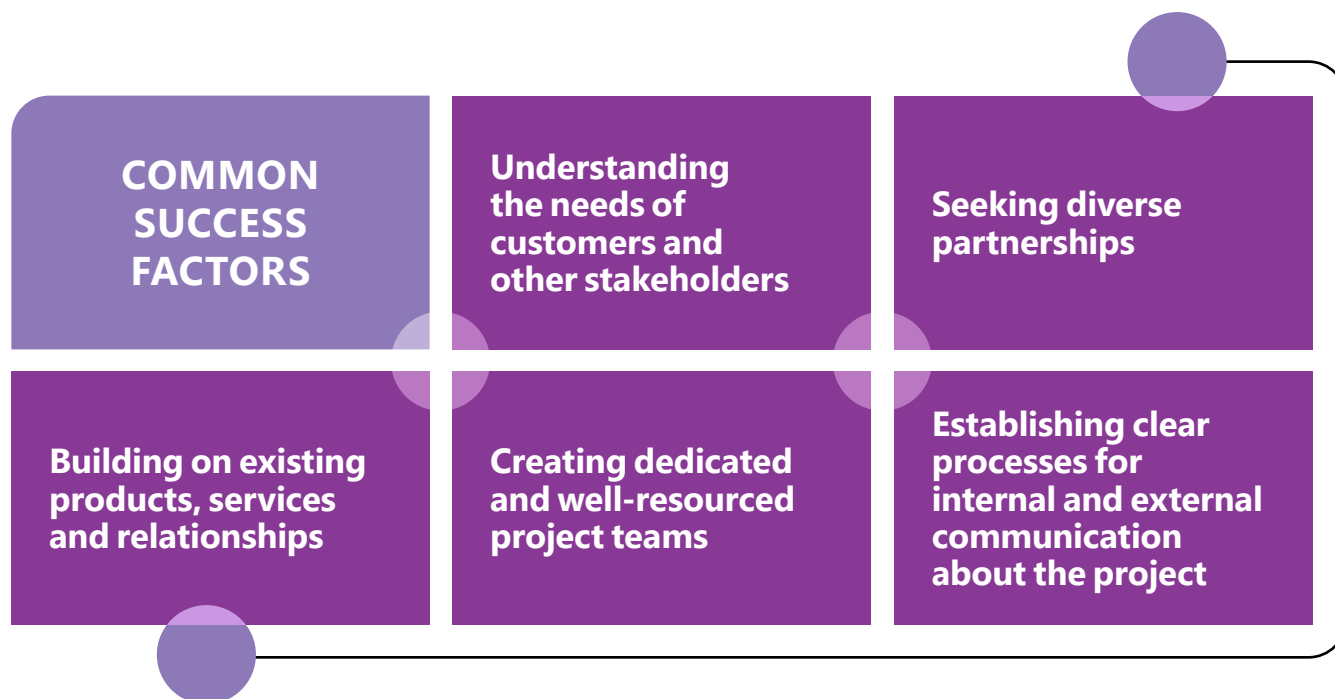 COMMON
SUCCESS
FACTORS
Understanding
the needs of
customers and
other stakeholders
Seeking diverse
partnerships
Building on existing
products, services
and relationships
Creating dedicated
and well-resourced
project teams
Establishing clear
processes for
internal and external
communication
about the project